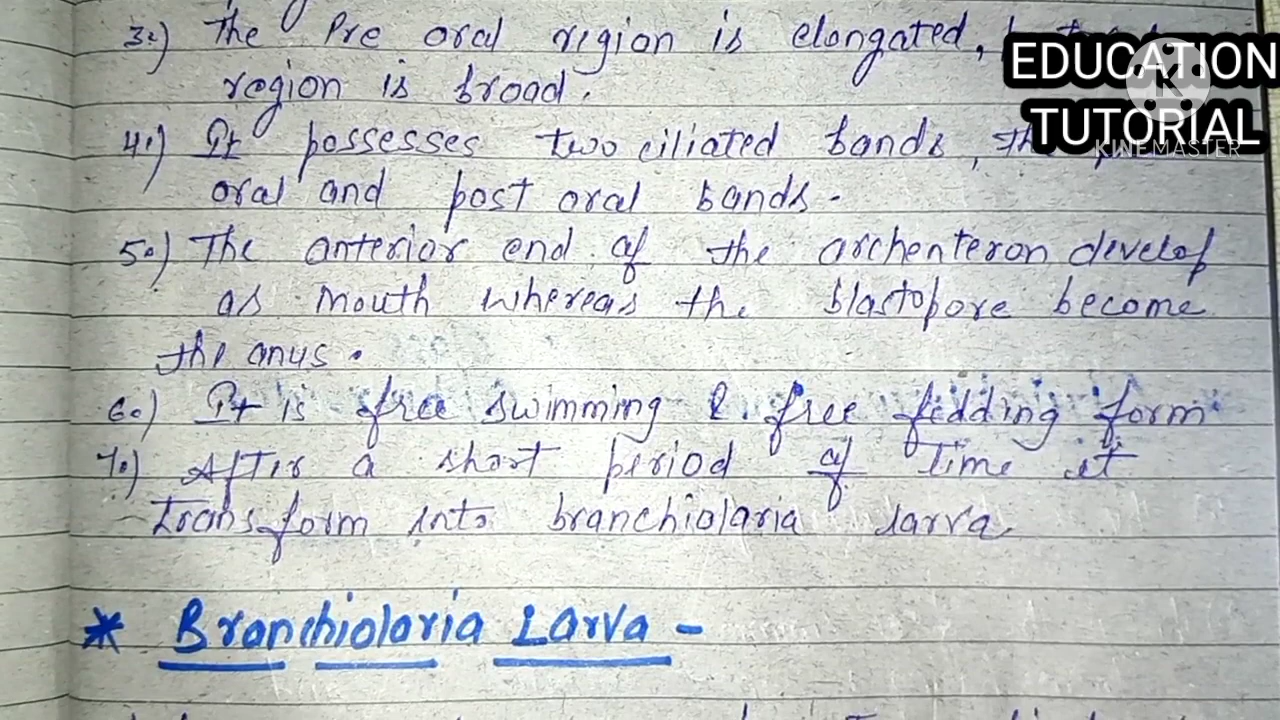 3.) The Pre oral region is elongated,
region is broad.
4.) It possesses two ciliated bands, the
oral and post oral bands.
5.) The anterior end of the archenteron develop
as mouth whereas the blastopore become
the anus.
6.) It is free swimming & free fedding form
7.) After a short period of time it
transform into branchiolaria larva
* Branchiolaria Larva -
EDUCATION
TUTORIAL
KINEMASTER